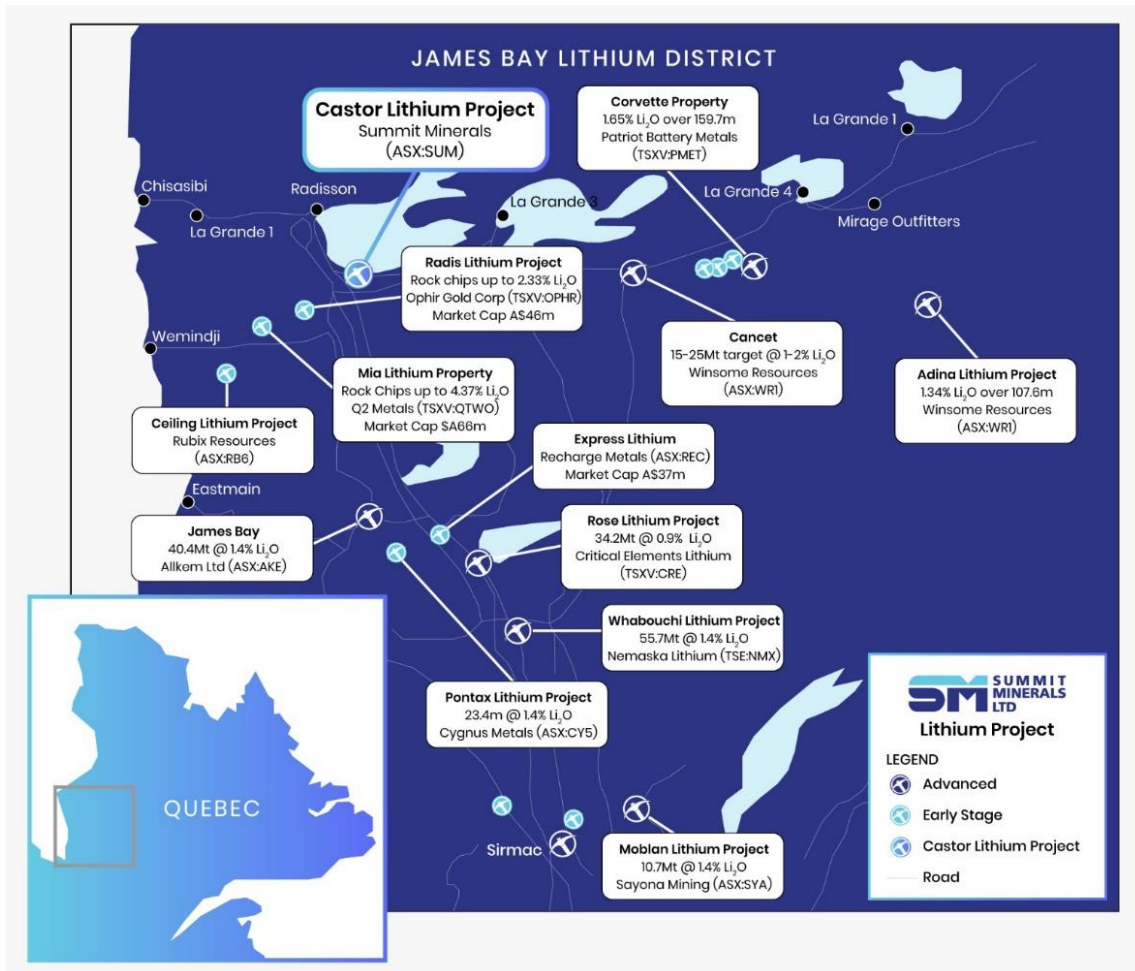 JAMES BAY LITHIUM DISTRICT
Castor Lithium Project
Summit Minerals
(ASX:SUM)
Corvette Property
1.65% Li₂O over 159.7m
Patriot Battery Metals
(TSXV:PMET)
La Grande 1
Chisasibi
Radisson
La Grande 1
La Grande 3
La Grande 4
Mirage Outfitters
Radis Lithium Project
Rock chips up to 2.33% Li₂O
Ophir Gold Corp (TSXV:OPHR)
Market Cap A$46m
Wemindji
Cancet
15-25Mt target @ 1-2% Li₂O
Winsome Resources
(ASX:WR1)
Adina Lithium Project
1.34% Li₂O over 107.6m
Winsome Resources
(ASX:WR1)
Mia Lithium Property
Rock Chips up to 4.37% Li₂O
Q2 Metals (TSXV:QTWO)
Market Cap $A66m
Ceiling Lithium Project
Rubix Resources
(ASX:RB6)
Express Lithium
Recharge Metals (ASX:REC)
Market Cap A$37m
Eastmain
James Bay
40.4Mt @ 1.4% Li₂O
Allkem Ltd (ASX:AKE)
Rose Lithium Project
34.2Mt @ 0.9% Li₂O
Critical Elements Lithium
(TSXV:CRE)
Whabouchi Lithium Project
55.7Mt @ 1.4% Li₂O
Nemaska Lithium (TSE:NMX)
Pontax Lithium Project
23.4m @ 1.4% Li₂O
Cygnus Metals (ASX:CY5)
Sirmac
Moblan Lithium Project
10.7Mt @ 1.4% Li₂O
Sayona Mining (ASX:SYA)
QUEBEC
SM SUMMIT
MINERALS
LTD
Lithium Project
LEGEND
Advanced
Early Stage
Castor Lithium Project
Road